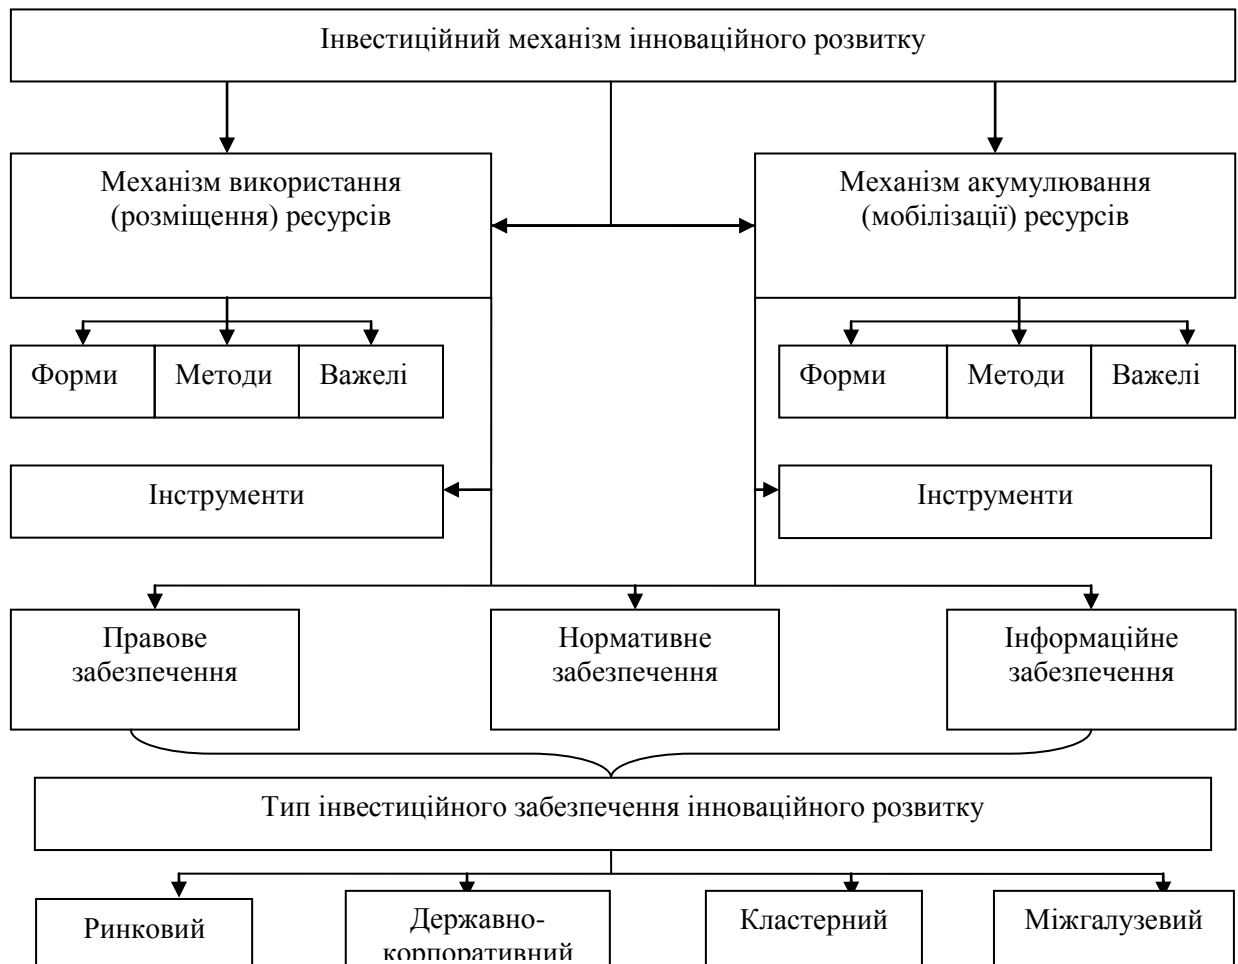 Інвестиційний механізм інноваційного розвитку
Механізм використання
(розміщення) ресурсів
Механізм акумулювання
(мобілізації) ресурсів
Форми
Методи
Важелі
Форми
Методи
Важелі
Інструменти
Інструменти
Правове
забезпечення
Нормативне
забезпечення
Інформаційне
забезпечення
Тип інвестиційного забезпечення інноваційного розвитку
Ринковий
Державно-
корпоративний
Кластерний
Міжгалузевий